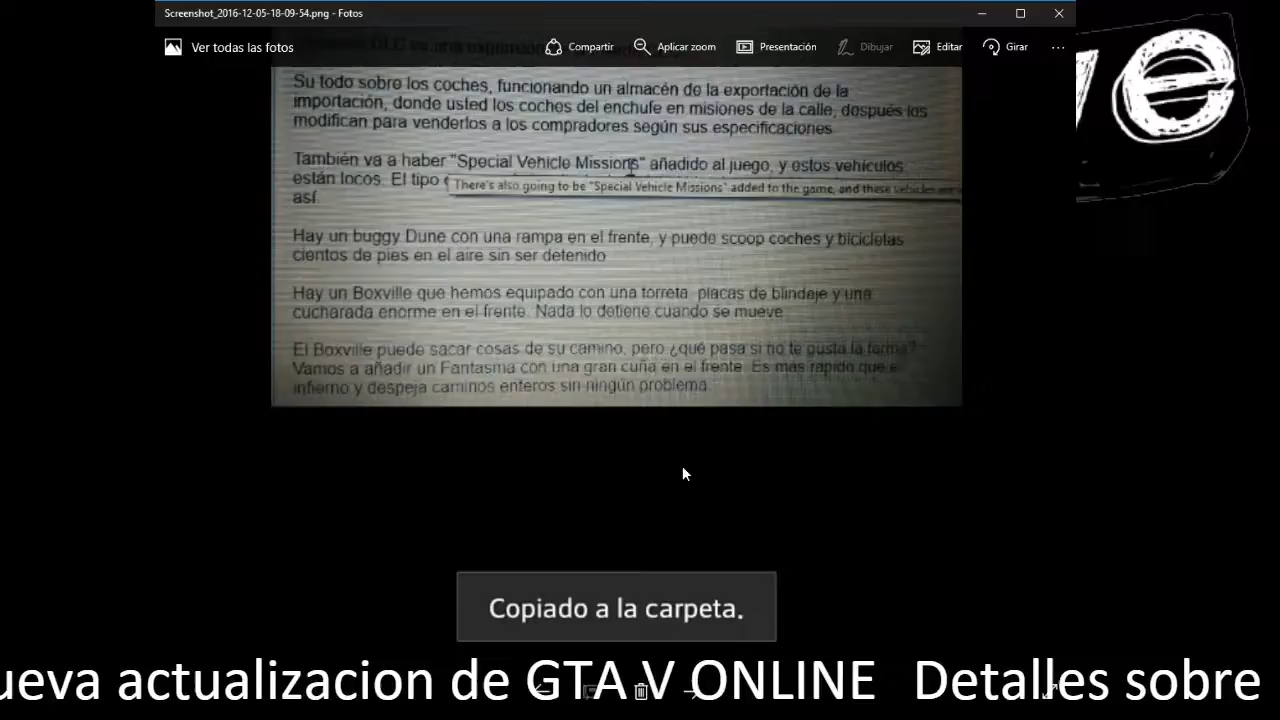 Screenshot_2016-12-05-18-09-54.png - Fotos
Ver todas las fotos
Compartir
Aplicar zoom
Presentación
Dibujar
Editar
Girar
Su todo sobre los coches, funcionando un almacén de la exportación de la
importación, donde usted los coches del enchufe en misiones de la calle, después los
modifican para venderlos a los compradores según sus especificaciones
También va a haber "Special Vehicle Missions" añadido al juego, y estos vehículos
están locos. El tipo
There's also going to be "Special Vehicle Missions" added to the game, and these vehicles
así.
Hay un buggy Dune con una rampa en el frente, y puede scoop coches y bicicletas
cientos de pies en el aire sin ser detenido
Hay un Boxville que hemos equipado con una torreta placas de blindaje y una
cucharada enorme en el frente. Nada lo detiene cuando se mueve
El Boxville puede sacar cosas de su camino, pero ¿qué pasa si no te gusta la forma?
Vamos a añadir un Fantasma con una gran cuña en el frente. Es más rápido que e
infierno y despeja caminos enteros sin ningún problema.
Copiado a la carpeta.
ueva actualizacion de GTA V ONLINE Detalles sobre